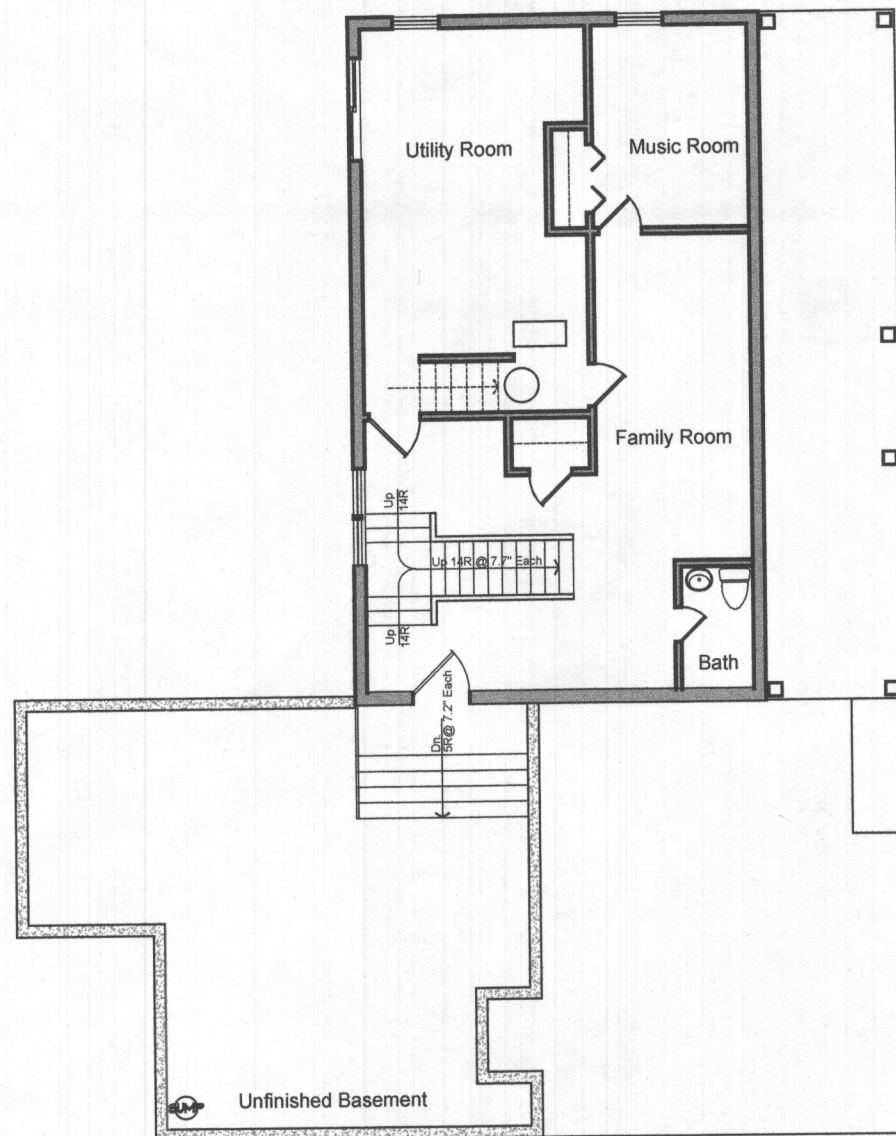 Utility Room
Music Room
Family Room
Up
14R
Up 14R @ 7.7" Each
Up
14R
Bath
Dn
5R@ 7.2" Each
SUMP
Unfinished Basement